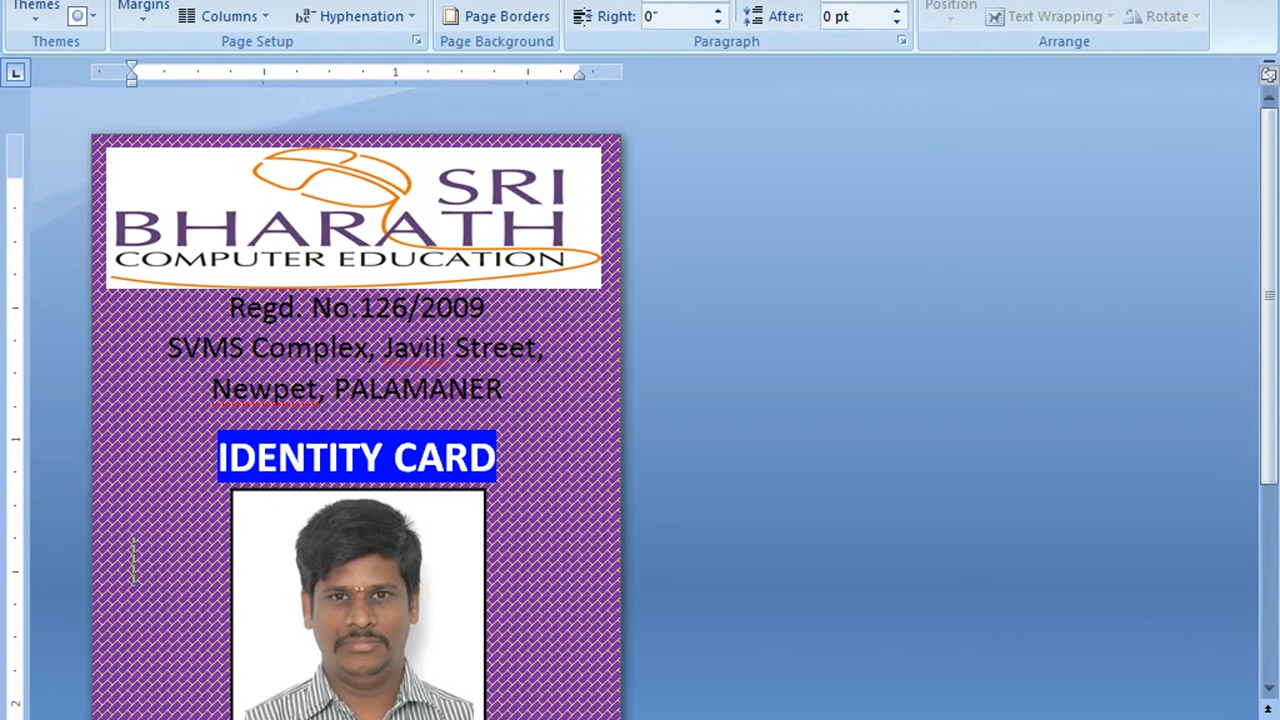 Themes Margins Columns Hyphenation Page Borders Right: 0" After: 0 pt Position Text Wrapping Rotate
Themes Page Setup Page Background Paragraph Arrange
L 1
SRI
BHARATH
COMPUTER EDUCATION
Regd. No.126/2009
SVMS Complex, Javili Street,
Newpet, PALAMANER
1
IDENTITY CARD
2